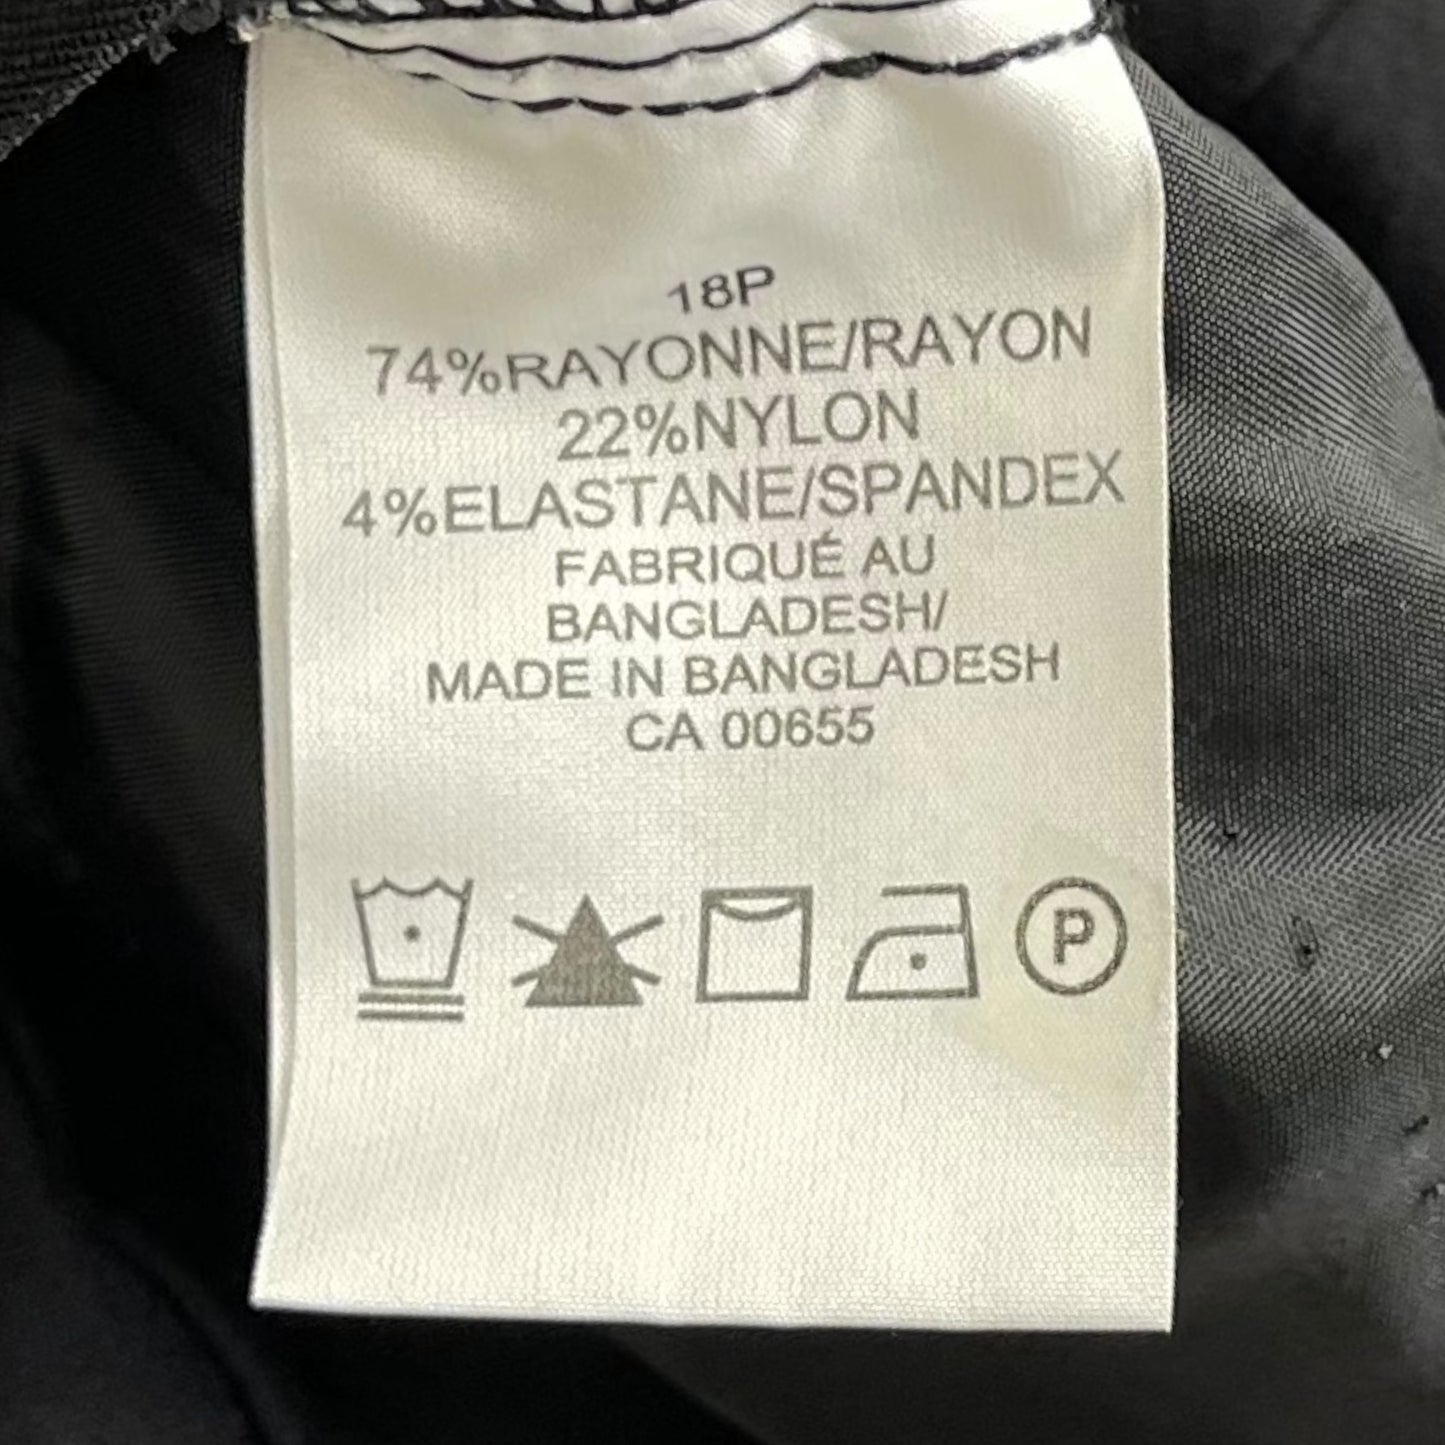 18P
74%RAYONNE/RAYON
22%NYLON
4%ELASTANE/SPANDEX
FABRIQUÉ AU
BANGLADESH/
MADE IN BANGLADESH
CA 00655
P